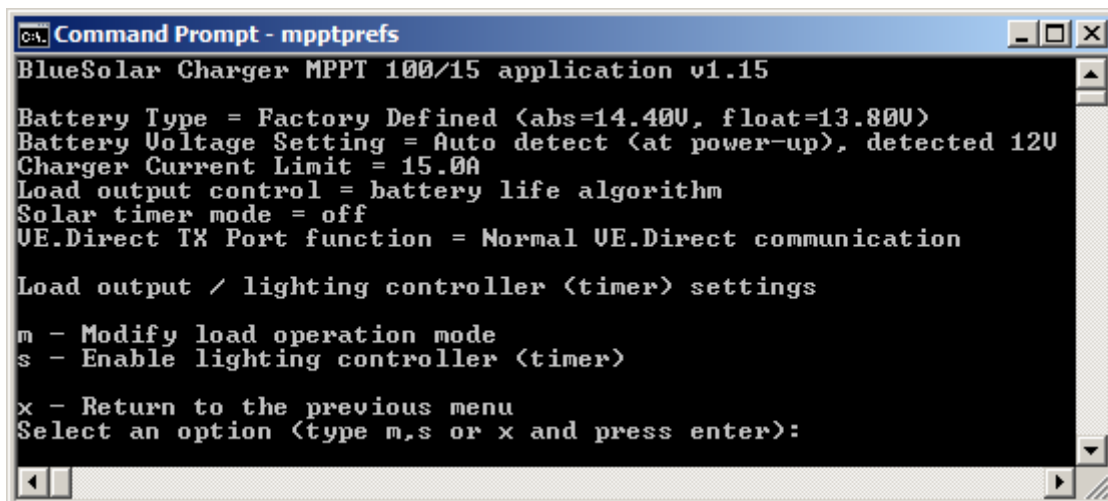 Command Prompt - mpptprefs
BlueSolar Charger MPPT 100/15 application v1.15
Battery Type = Factory Defined (abs=14.40V, float=13.80V)
Battery Voltage Setting = Auto detect (at power-up), detected 12V
Charger Current Limit = 15.0A
Load output control = battery life algorithm
Solar timer mode = off
VE.Direct TX Port function = Normal VE.Direct communication
Load output / lighting controller (timer) settings
m - Modify load operation mode
s - Enable lighting controller (timer)
x - Return to the previous menu
Select an option (type m,s or x and press enter):